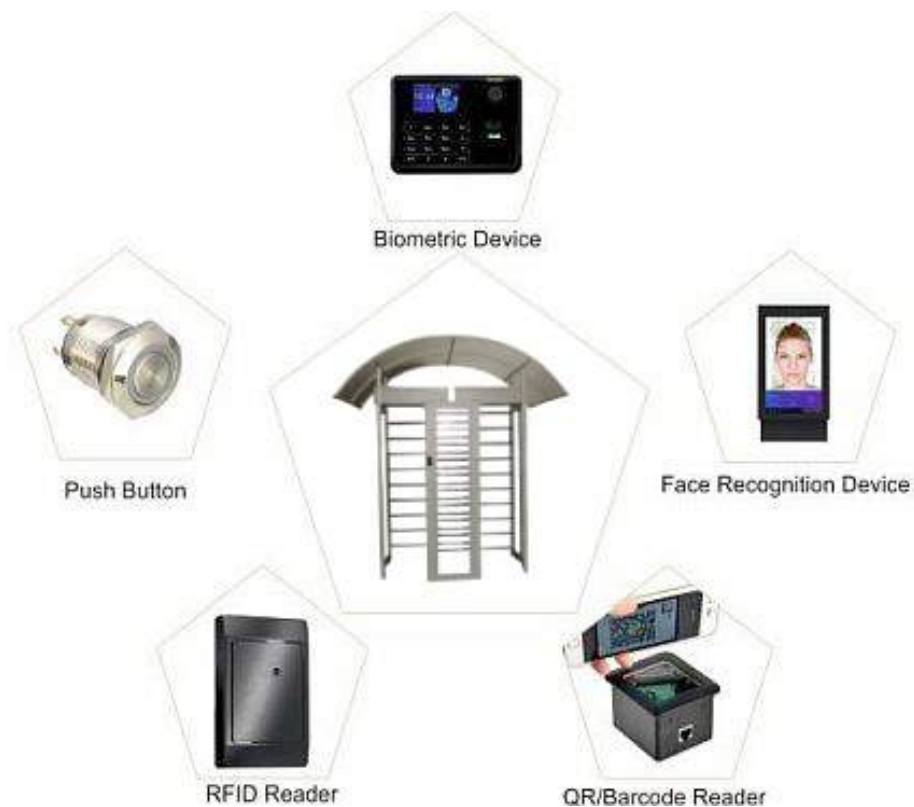 Biometric Device
Push Button
Face Recognition Device
RFID Reader
QR/Barcode Reader